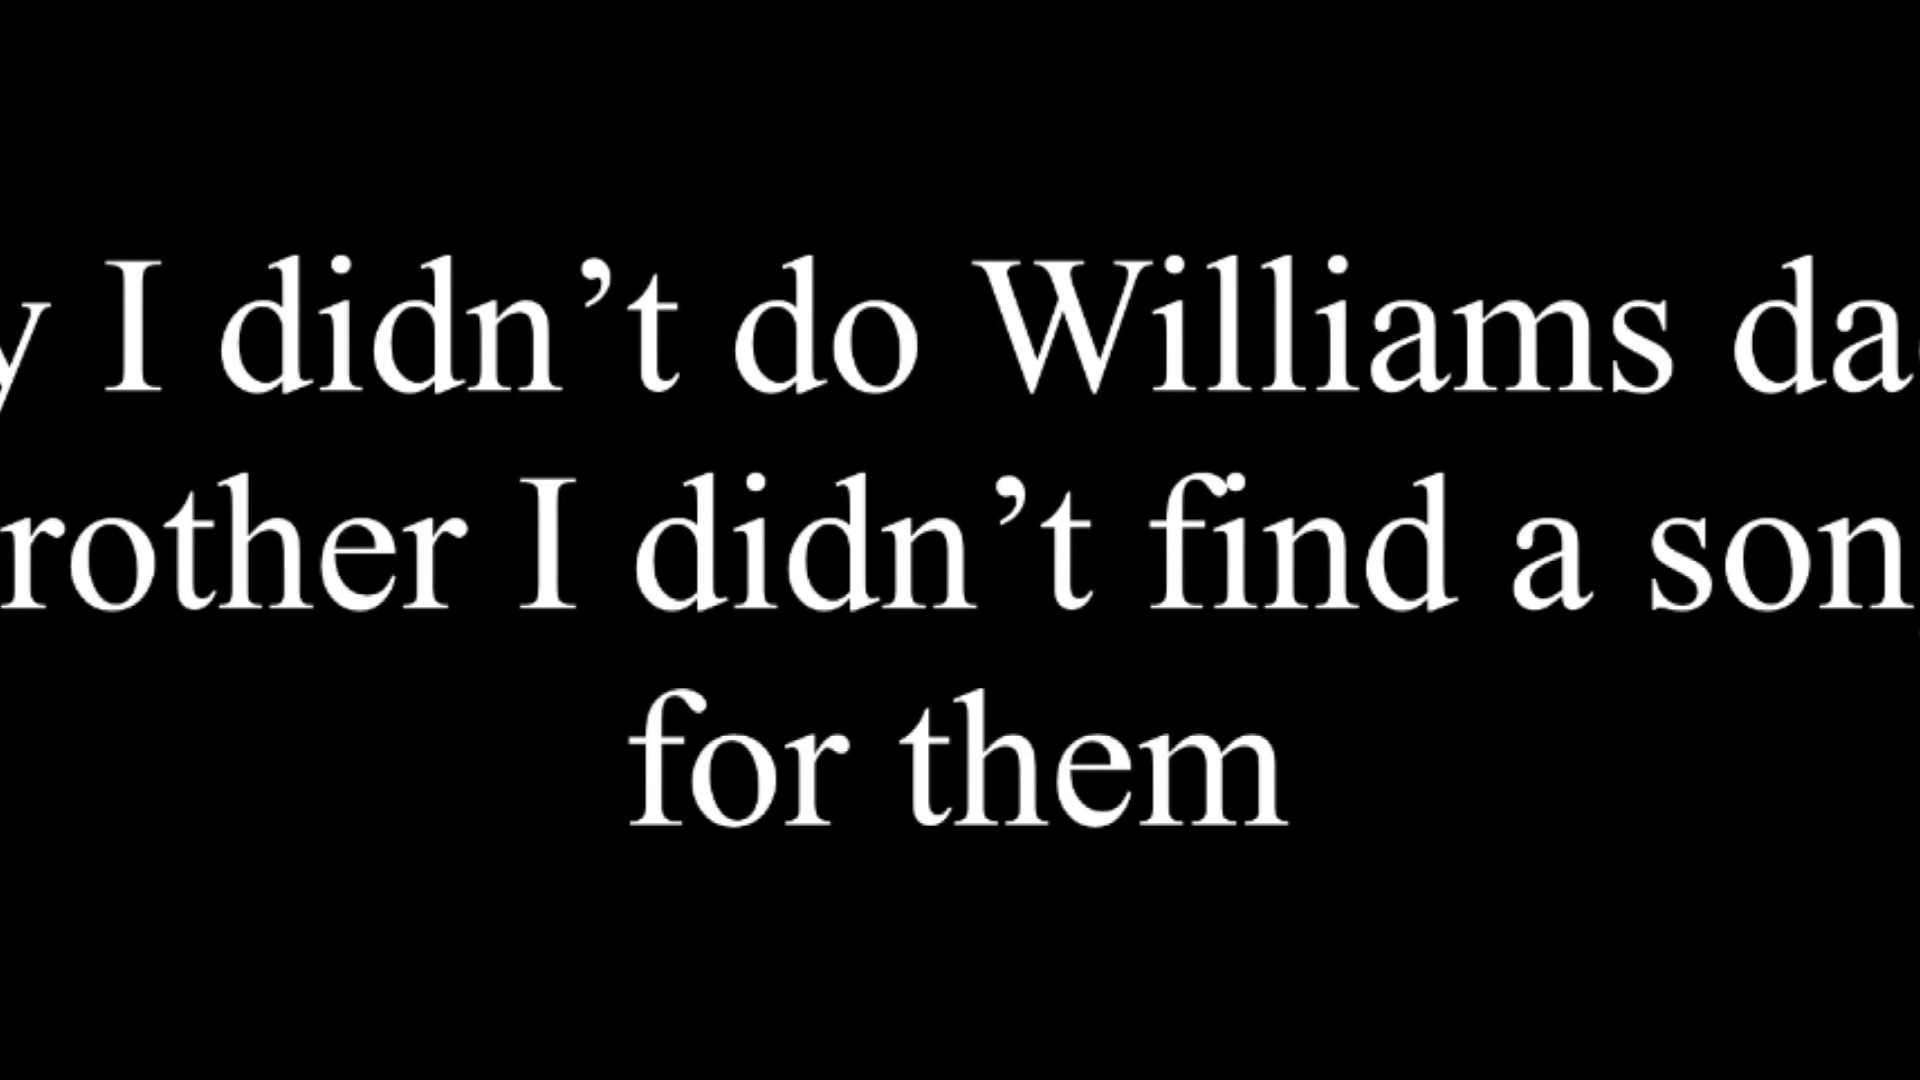 y I didn’t do Williams da
rother I didn’t find a son
for them